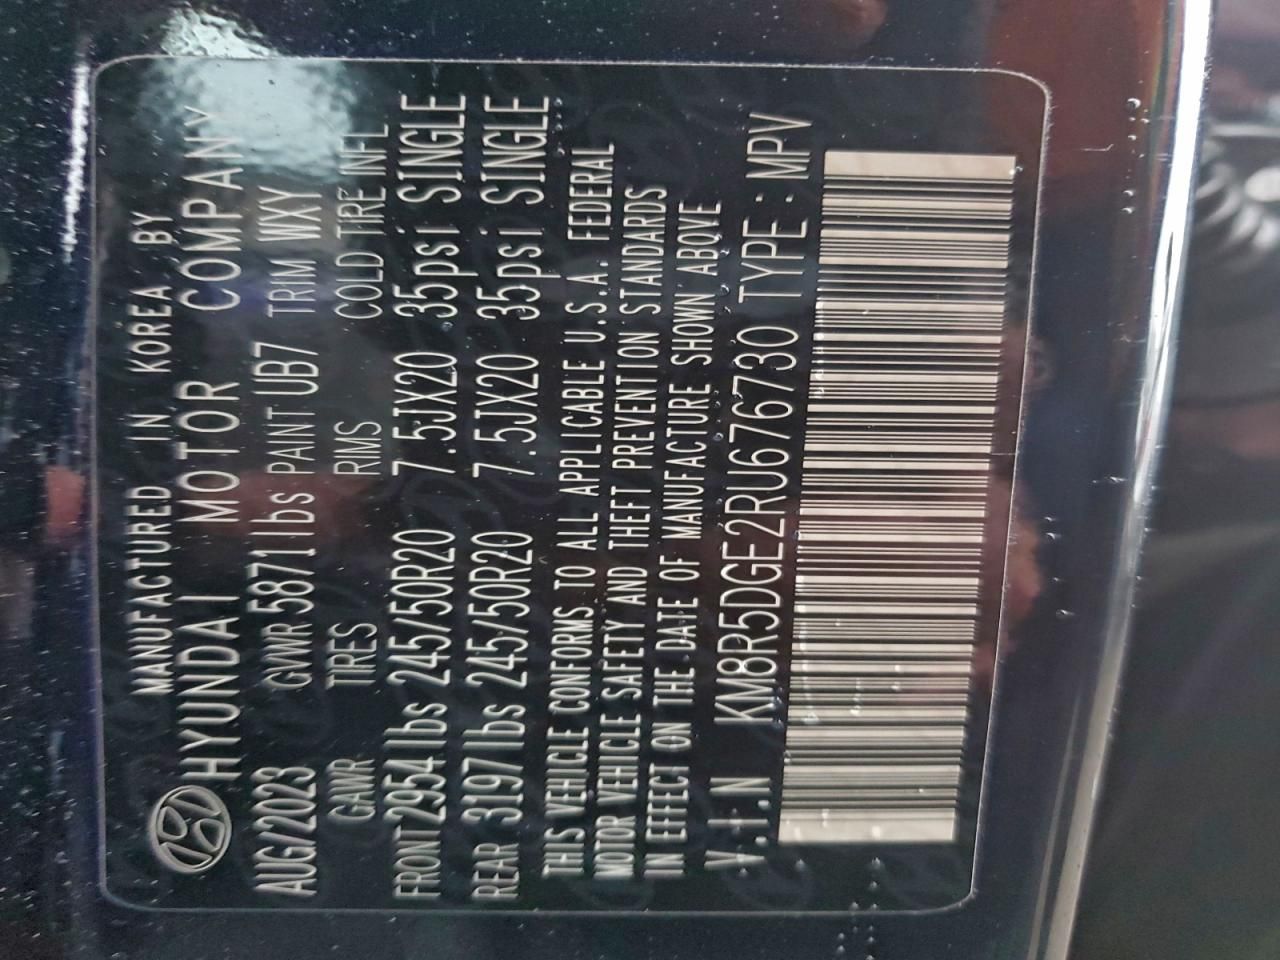 MANUFACTURED IN KOREA BY
HYUNDAI MOTOR COMPANY
AUG/2023 GVWR 5871lbs PAINT UB7 TRIM WXY
GAWR TIRES RIMS COLD TIRE INFL
FRONT 2954lbs 245/50R20 7.5JX20 35psi SINGLE
REAR 3197lbs 245/50R20 7.5JX20 35psi SINGLE
THIS VEHICLE CONFORMS TO ALL APPLICABLE U.S.A. FEDERAL
MOTOR VEHICLE SAFETY AND THEFT PREVENTION STANDARDS
IN EFFECT ON THE DATE OF MANUFACTURE SHOWN ABOVE
V.I.N KM8R5DGE2RU676730 TYPE : MPV